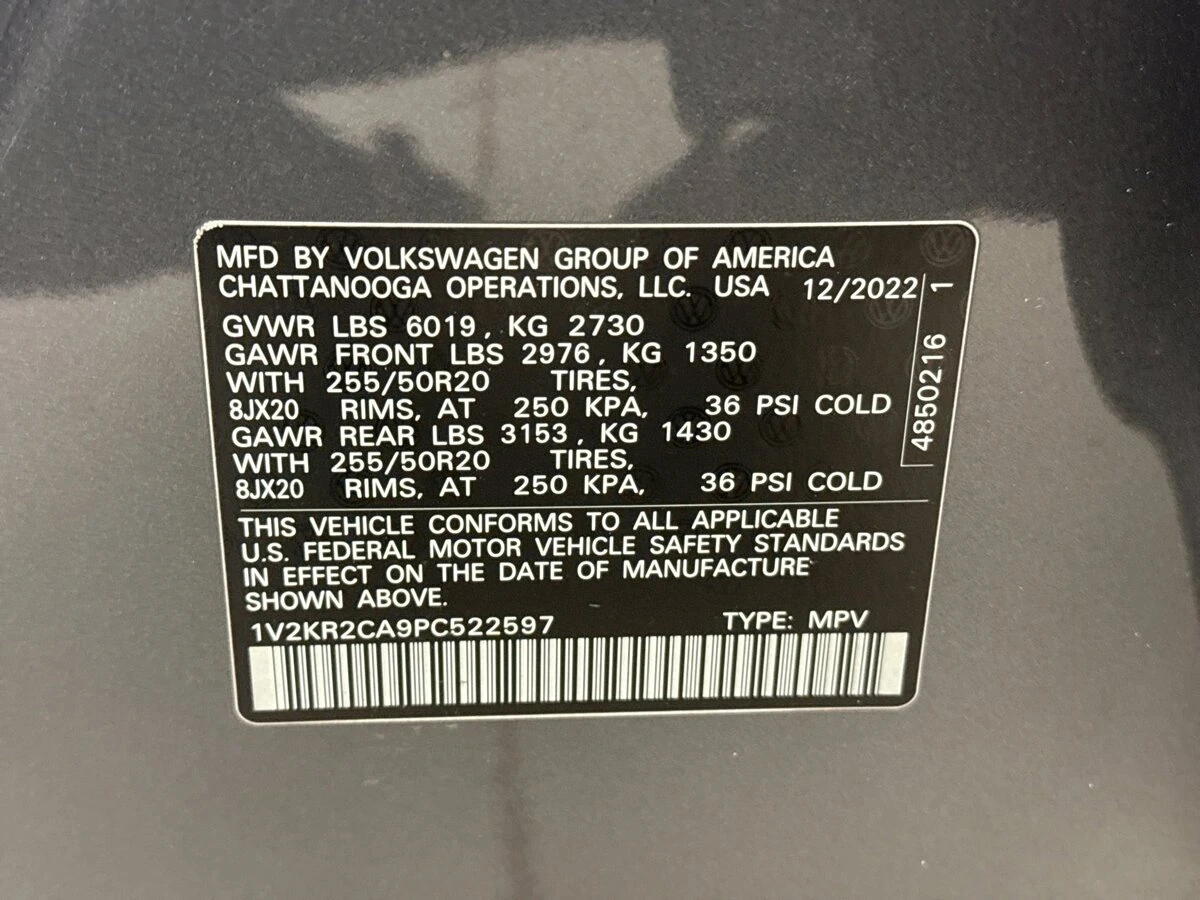 MFD BY VOLKSWAGEN GROUP OF AMERICA
CHATTANOOGA OPERATIONS, LLC. USA 12/2022
GVWR LBS 6019, KG 2730
GAWR FRONT LBS 2976, KG 1350
WITH 255/50R20 TIRES,
8JX20 RIMS, AT 250 KPA, 36 PSI COLD
GAWR REAR LBS 3153, KG 1430
WITH 255/50R20 TIRES,
8JX20 RIMS, AT 250 KPA, 36 PSI COLD
4850216 1
THIS VEHICLE CONFORMS TO ALL APPLICABLE
U.S. FEDERAL MOTOR VEHICLE SAFETY STANDARDS
IN EFFECT ON THE DATE OF MANUFACTURE
SHOWN ABOVE.
1V2KR2CA9PC522597 TYPE: MPV